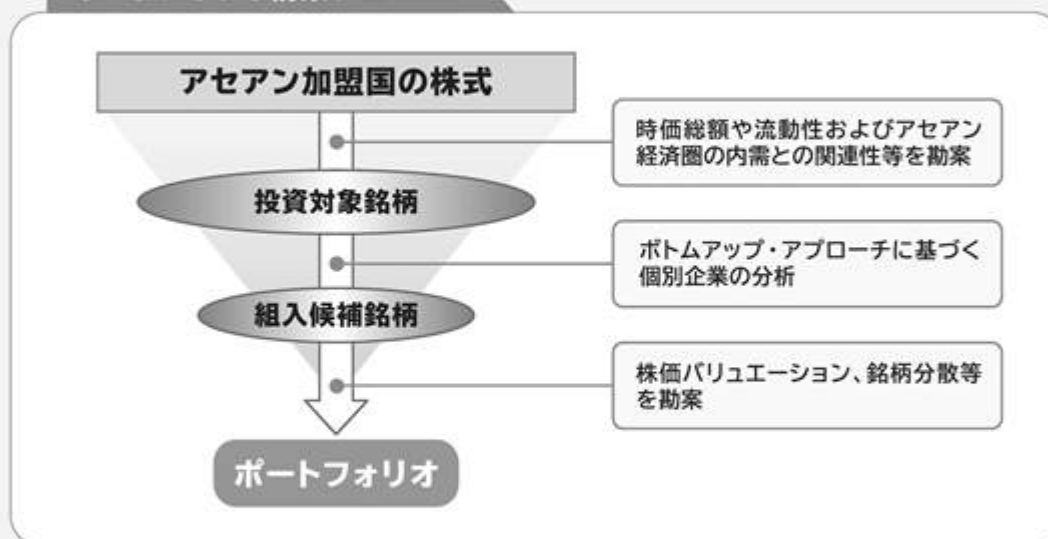 アセアン加盟国の株式
時価総額や流動性およびアセアン
経済圏の内需との関連性等を勘案
投資対象銘柄
ボトムアップ・アプローチに基づく
個別企業の分析
組入候補銘柄
株価バリュエーション、銘柄分散等
を勘案
ポートフォリオ